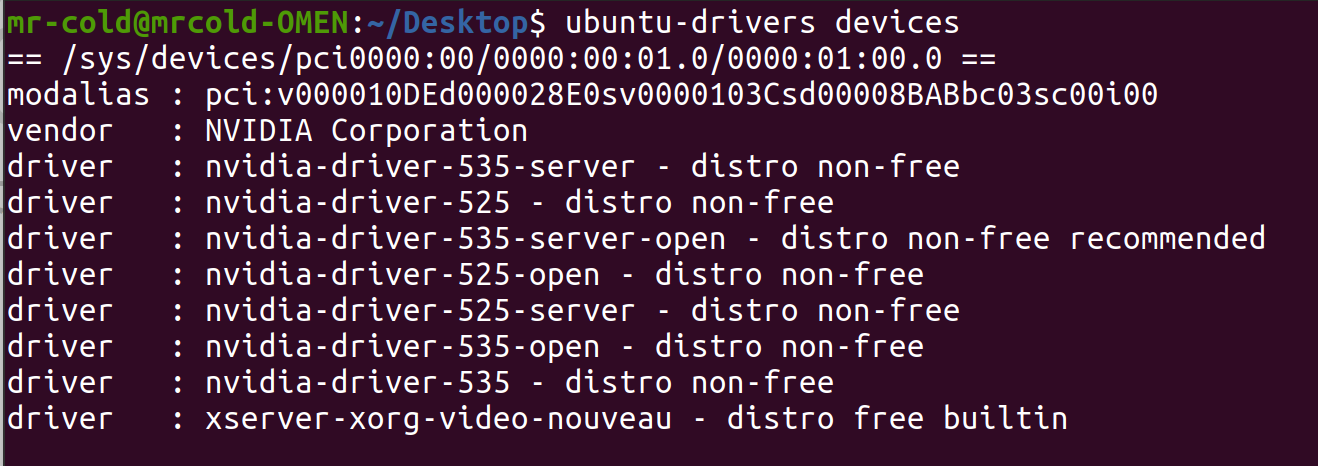 mr-cold@mrcold-OMEN:~/Desktop$ ubuntu-drivers devices
== /sys/devices/pci0000:00/0000:00:01.0/0000:01:00.0 ==
modalias : pci:v000010DEd000028E0sv0000103Csd00008BABbc03sc00i00
vendor   : NVIDIA Corporation
driver   : nvidia-driver-535-server - distro non-free
driver   : nvidia-driver-525 - distro non-free
driver   : nvidia-driver-535-server-open - distro non-free recommended
driver   : nvidia-driver-525-open - distro non-free
driver   : nvidia-driver-525-server - distro non-free
driver   : nvidia-driver-535-open - distro non-free
driver   : nvidia-driver-535 - distro non-free
driver   : xserver-xorg-video-nouveau - distro free builtin